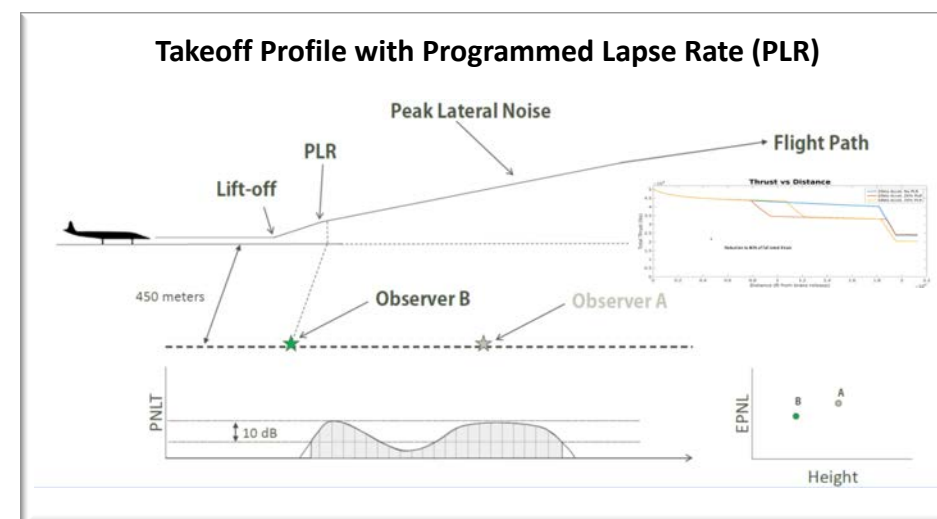 Takeoff Profile with Programmed Lapse Rate (PLR)
Peak Lateral Noise
PLR
Flight Path
Lift-off
Thrust vs Distance
450 meters
Observer B
Observer A
PNLT
10 dB
EPNL
B
A
Height